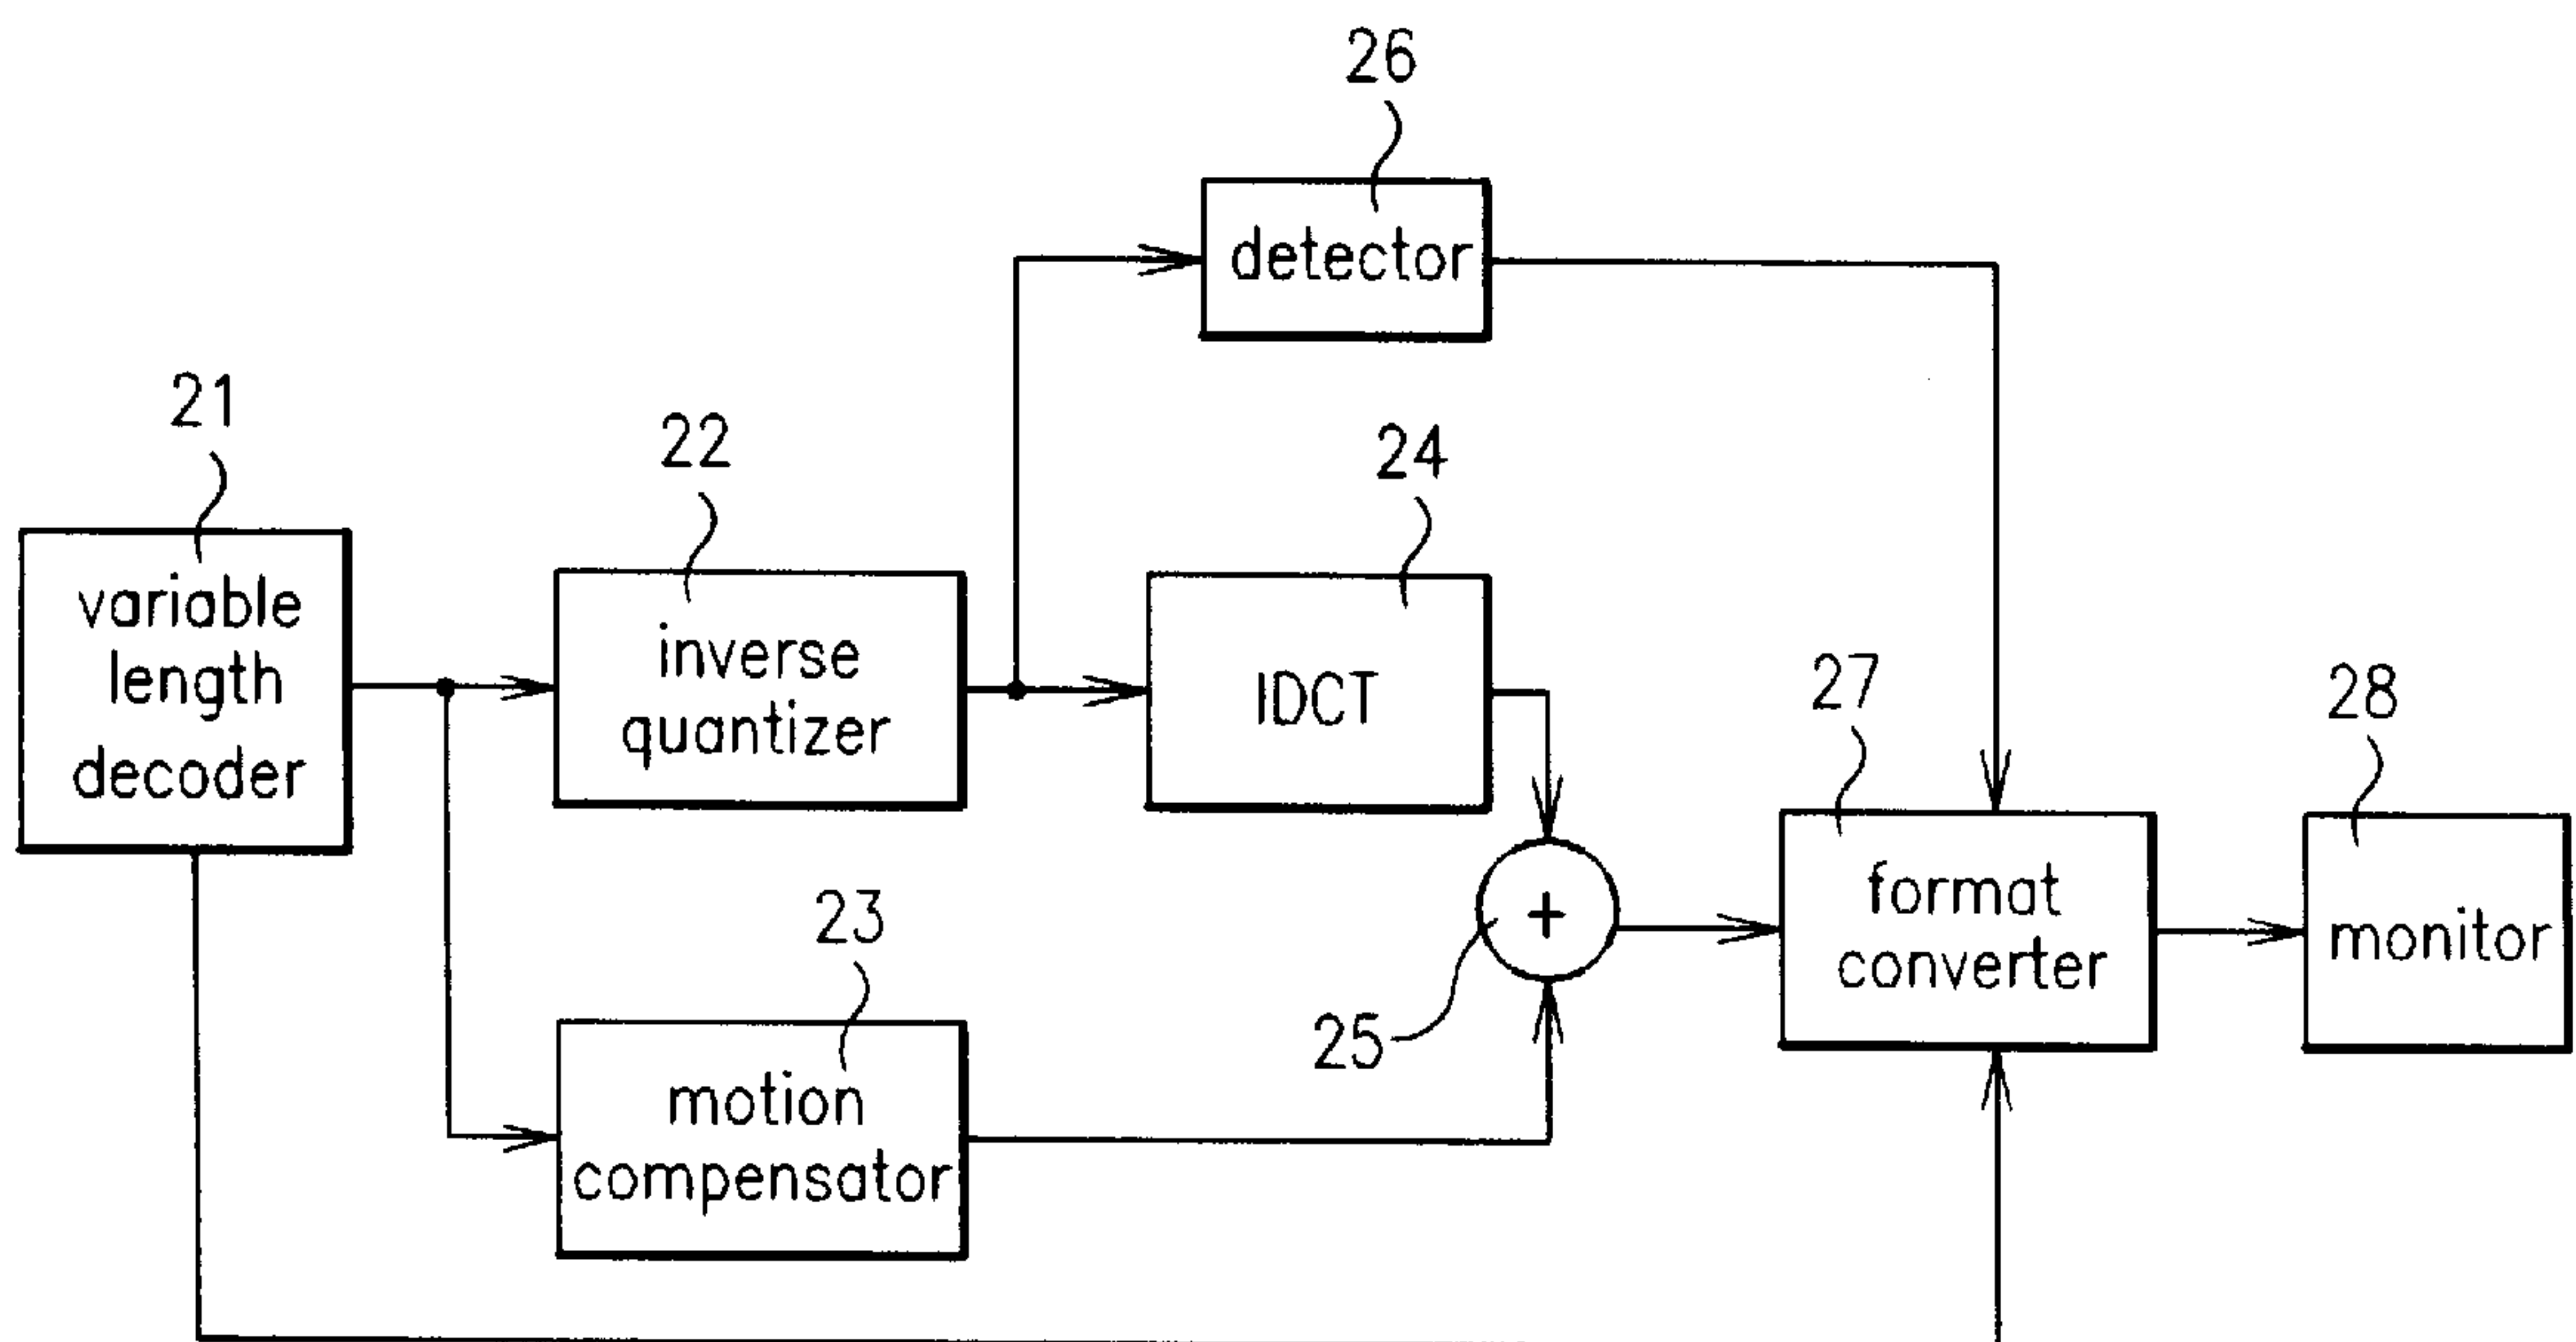 26
detector
21
variable
length
decoder
22
inverse
quantizer
24
IDCT
23
motion
compensator
25
+
27
format
converter
28
monitor